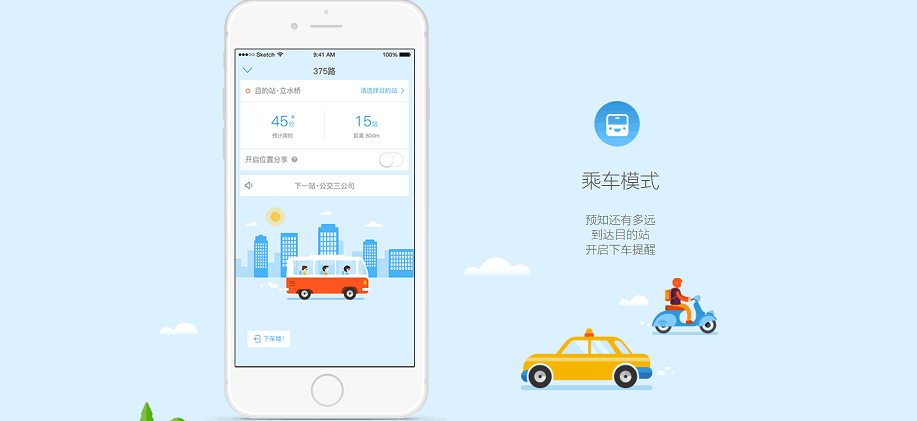 Sketch 9:41 AM 100%
375路
目的站·立水桥 请选择目的站
45分 15站
预计用时 距离 800m
开启位置分享
下一站·公交三公司
下车喽!
乘车模式
预知还有多远
到达目的站
开启下车提醒